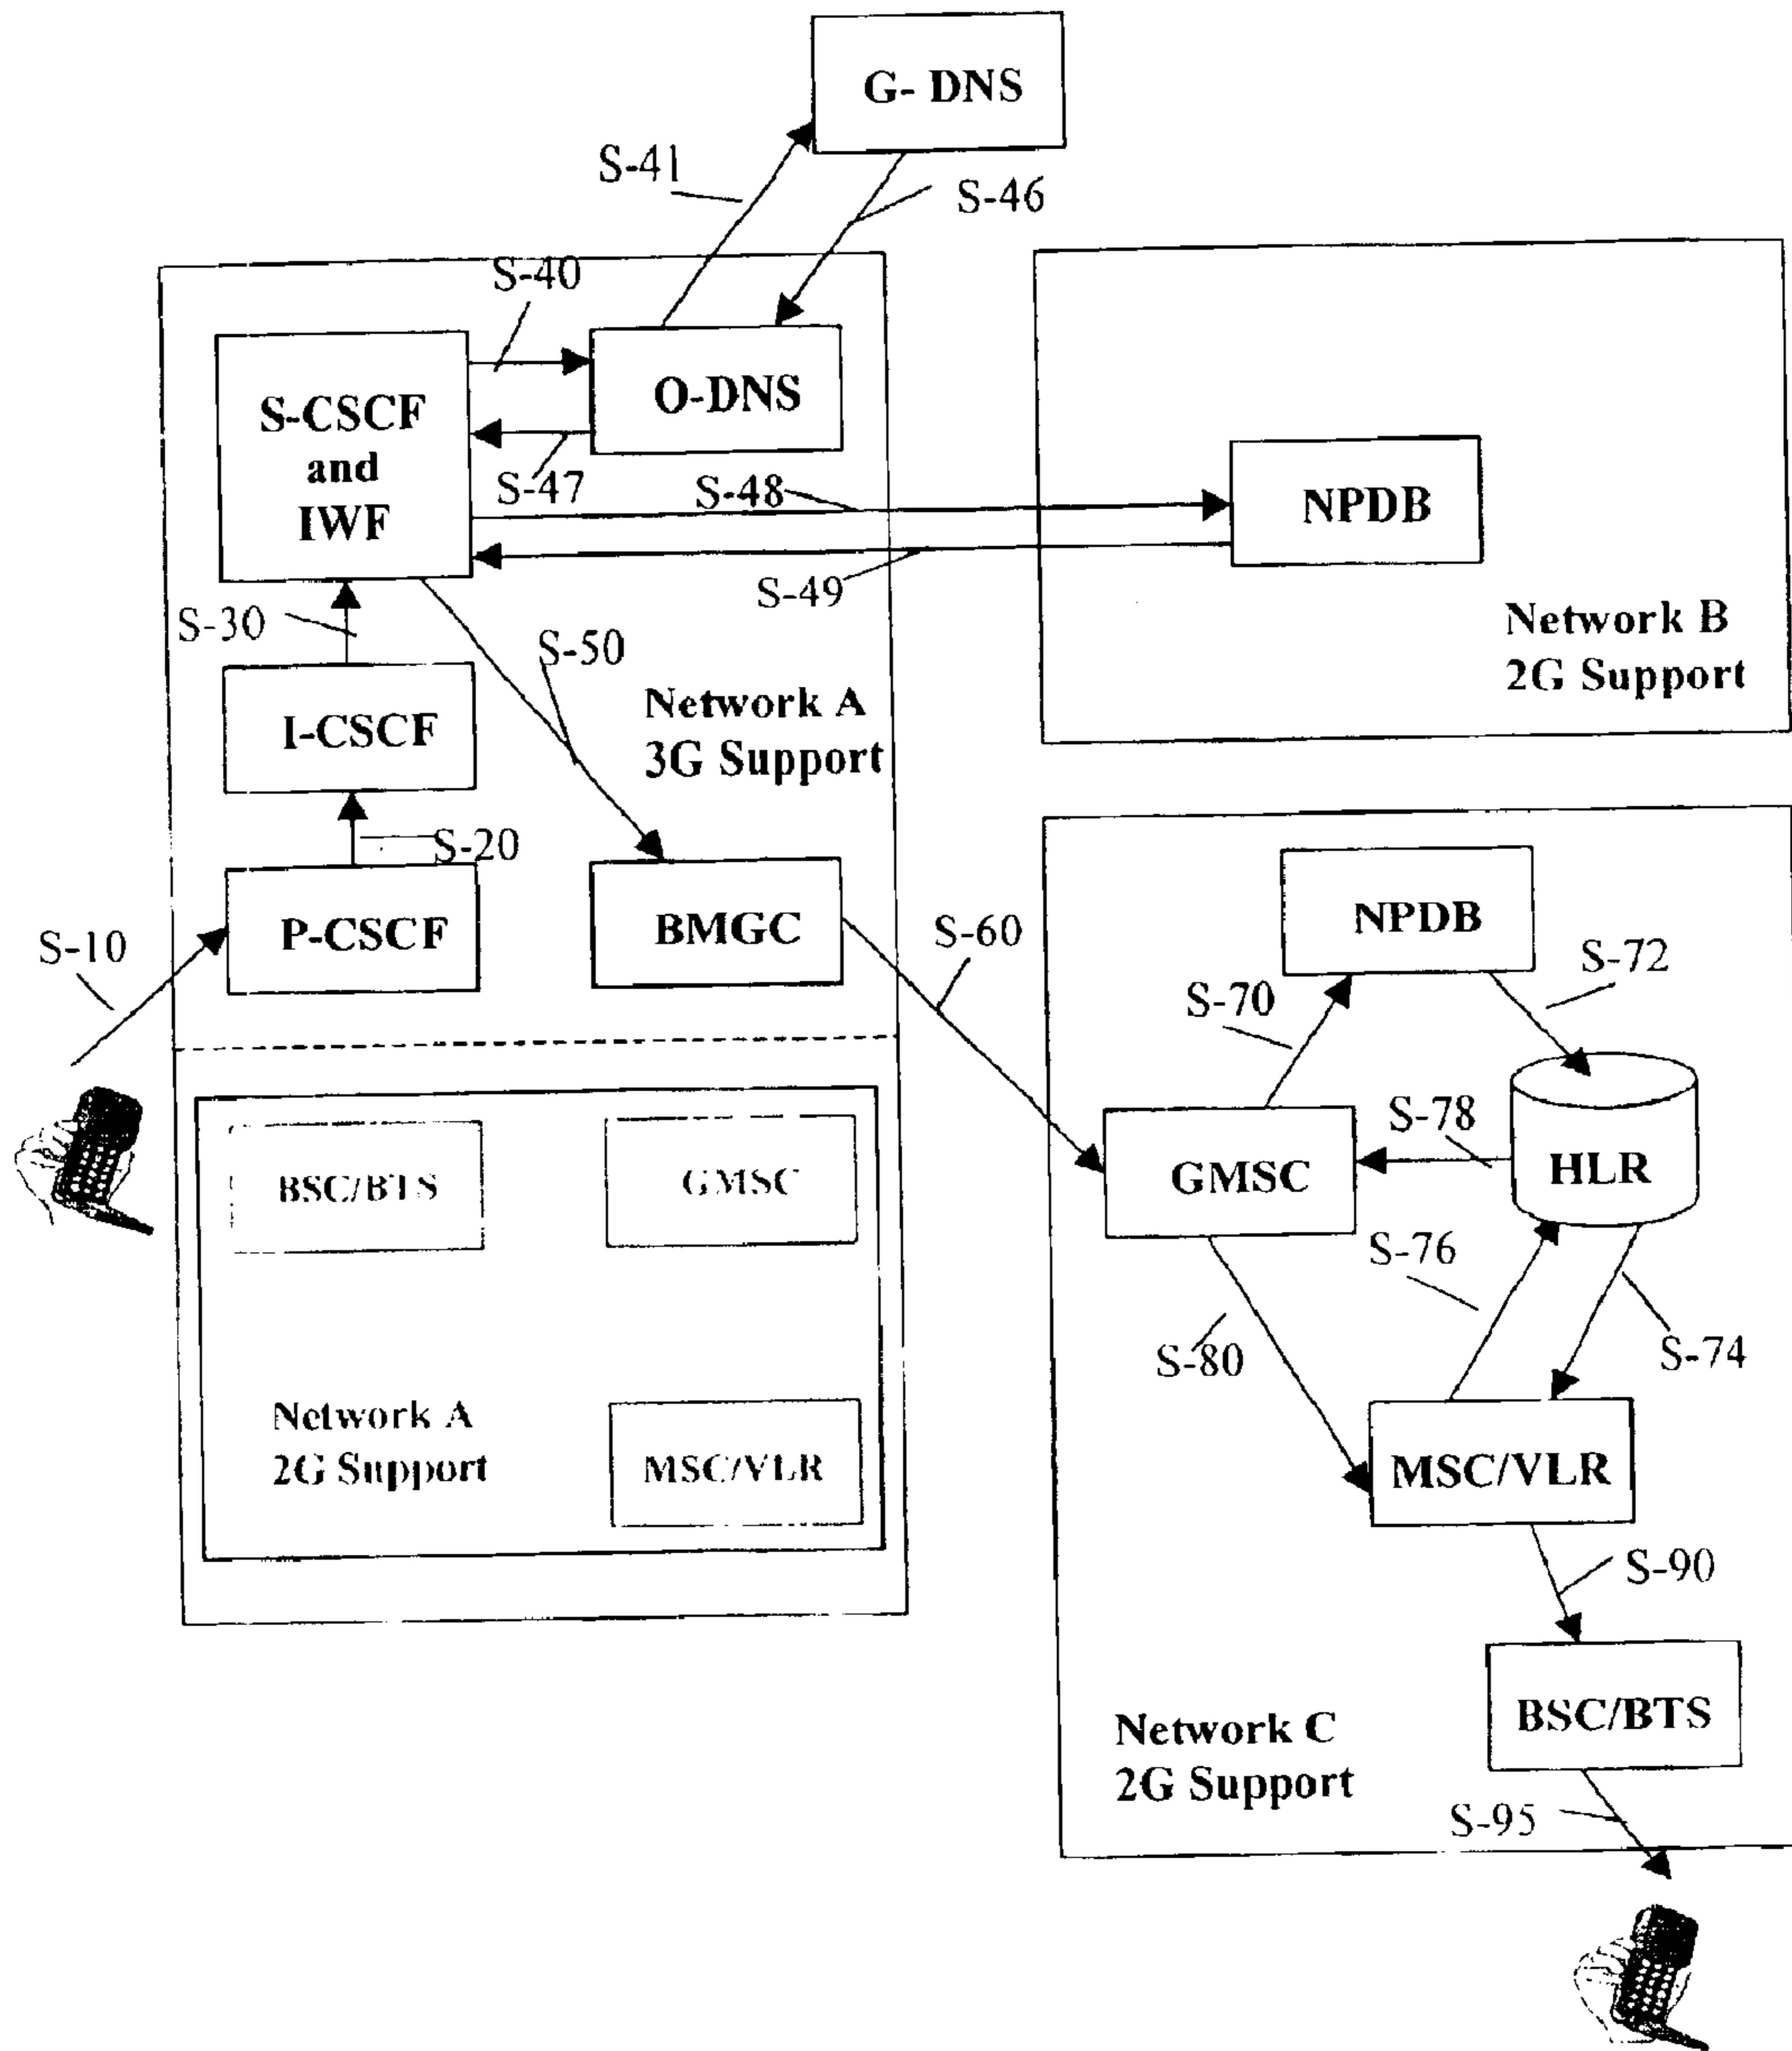 G- DNS
S-41
S-46
S-40
S-CSCF
and
IWF
O-DNS
S-47
S-48
NPDB
S-49
Network B
2G Support
S-30
S-50
I-CSCF
Network A
3G Support
S-20
P-CSCF
BMGC
S-10
S-60
NPDB
S-72
S-70
BSC/BTS
GMSC
GMSC
S-78
HLR
S-76
S-80
S-74
Network A
2G Support
MSC/VLR
MSC/VLR
S-90
BSC/BTS
Network C
2G Support
S-95